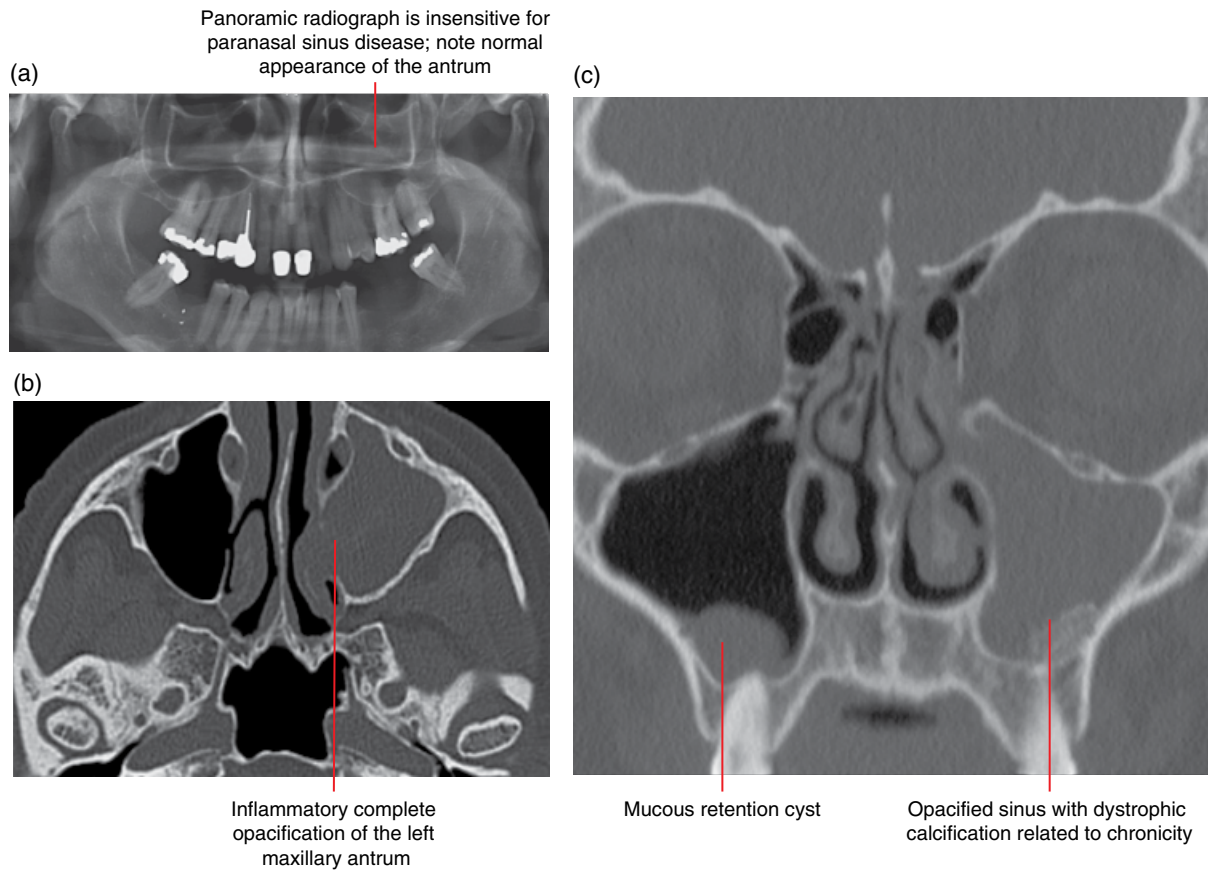 Panoramic radiograph is insensitive for
paranasal sinus disease; note normal
appearance of the antrum
(a)
(b)
Inflammatory complete
opacification of the left
maxillary antrum
(c)
Mucous retention cyst
Opacified sinus with dystrophic
calcification related to chronicity